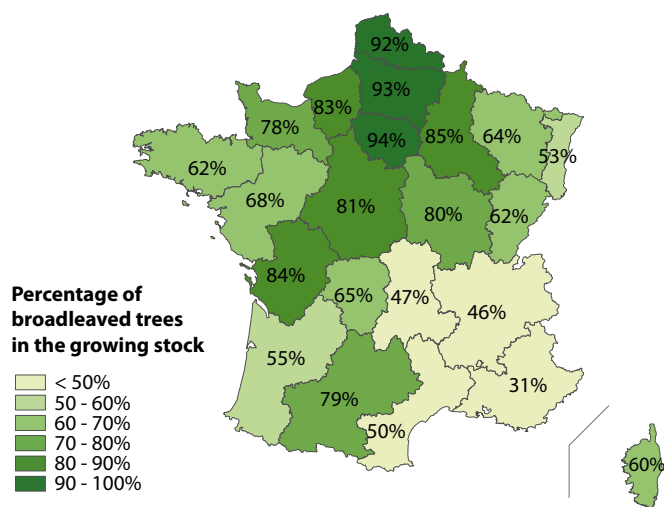 92%
93%
83%
78%
94%
85%
64%
53%
62%
68%
81%
80%
62%
84%
65%
47%
46%
55%
79%
31%
50%
60%
Percentage of
broadleaved trees
in the growing stock
< 50%
50 - 60%
60 - 70%
70 - 80%
80 - 90%
90 - 100%